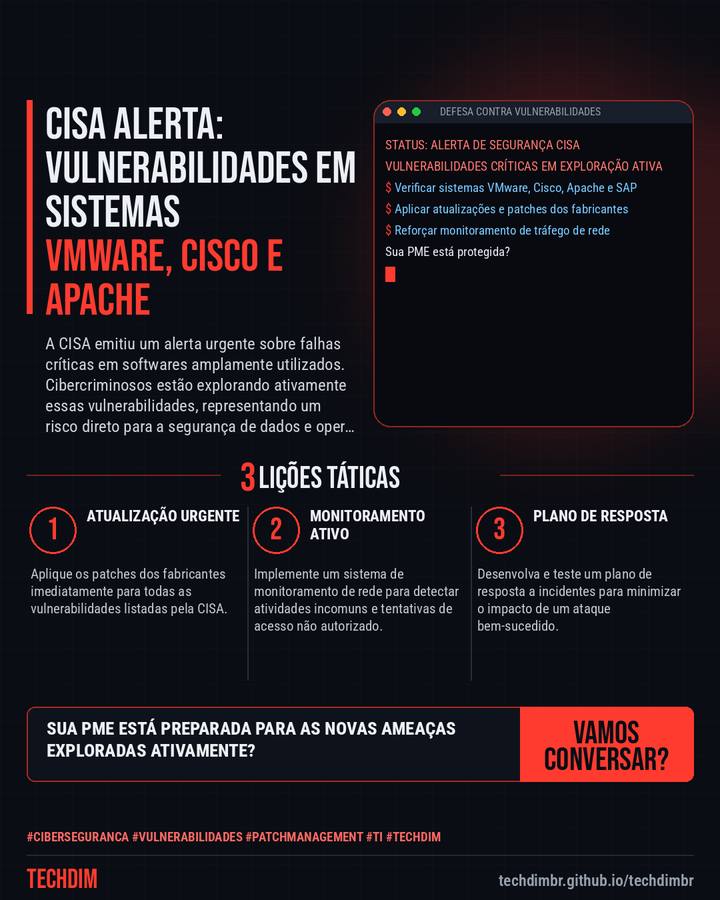 CISA ALERTA:
VULNERABILIDADES EM
SISTEMAS
VMWARE, CISCO E
APACHE
A CISA emitiu um alerta urgente sobre falhas
críticas em softwares amplamente utilizados.
Cibercriminosos estão explorando ativamente
essas vulnerabilidades, representando um
risco direto para a segurança de dados e oper...
DEFESA CONTRA VULNERABILIDADES
STATUS: ALERTA DE SEGURANÇA CISA
VULNERABILIDADES CRÍTICAS EM EXPLORAÇÃO ATIVA
$ Verificar sistemas VMware, Cisco, Apache e SAP
$ Aplicar atualizações e patches dos fabricantes
$ Reforçar monitoramento de tráfego de rede
Sua PME está protegida?
3 LIÇÕES TÁTICAS
1
ATUALIZAÇÃO URGENTE
Aplique os patches dos fabricantes
imediatamente para todas as
vulnerabilidades listadas pela CISA.
2
MONITORAMENTO
ATIVO
Implemente um sistema de
monitoramento de rede para detectar
atividades incomuns e tentativas de
acesso não autorizado.
3
PLANO DE RESPOSTA
Desenvolva e teste um plano de
resposta a incidentes para minimizar
o impacto de um ataque
bem-sucedido.
SUA PME ESTÁ PREPARADA PARA AS NOVAS AMEAÇAS
EXPLORADAS ATIVAMENTE?
VAMOS
CONVERSAR?
#CIBERSEGURANCA #VULNERABILIDADES #PATCHMANAGEMENT #TI #TECHDIM
TECHDIM
techdimbr.github.io/techdimbr